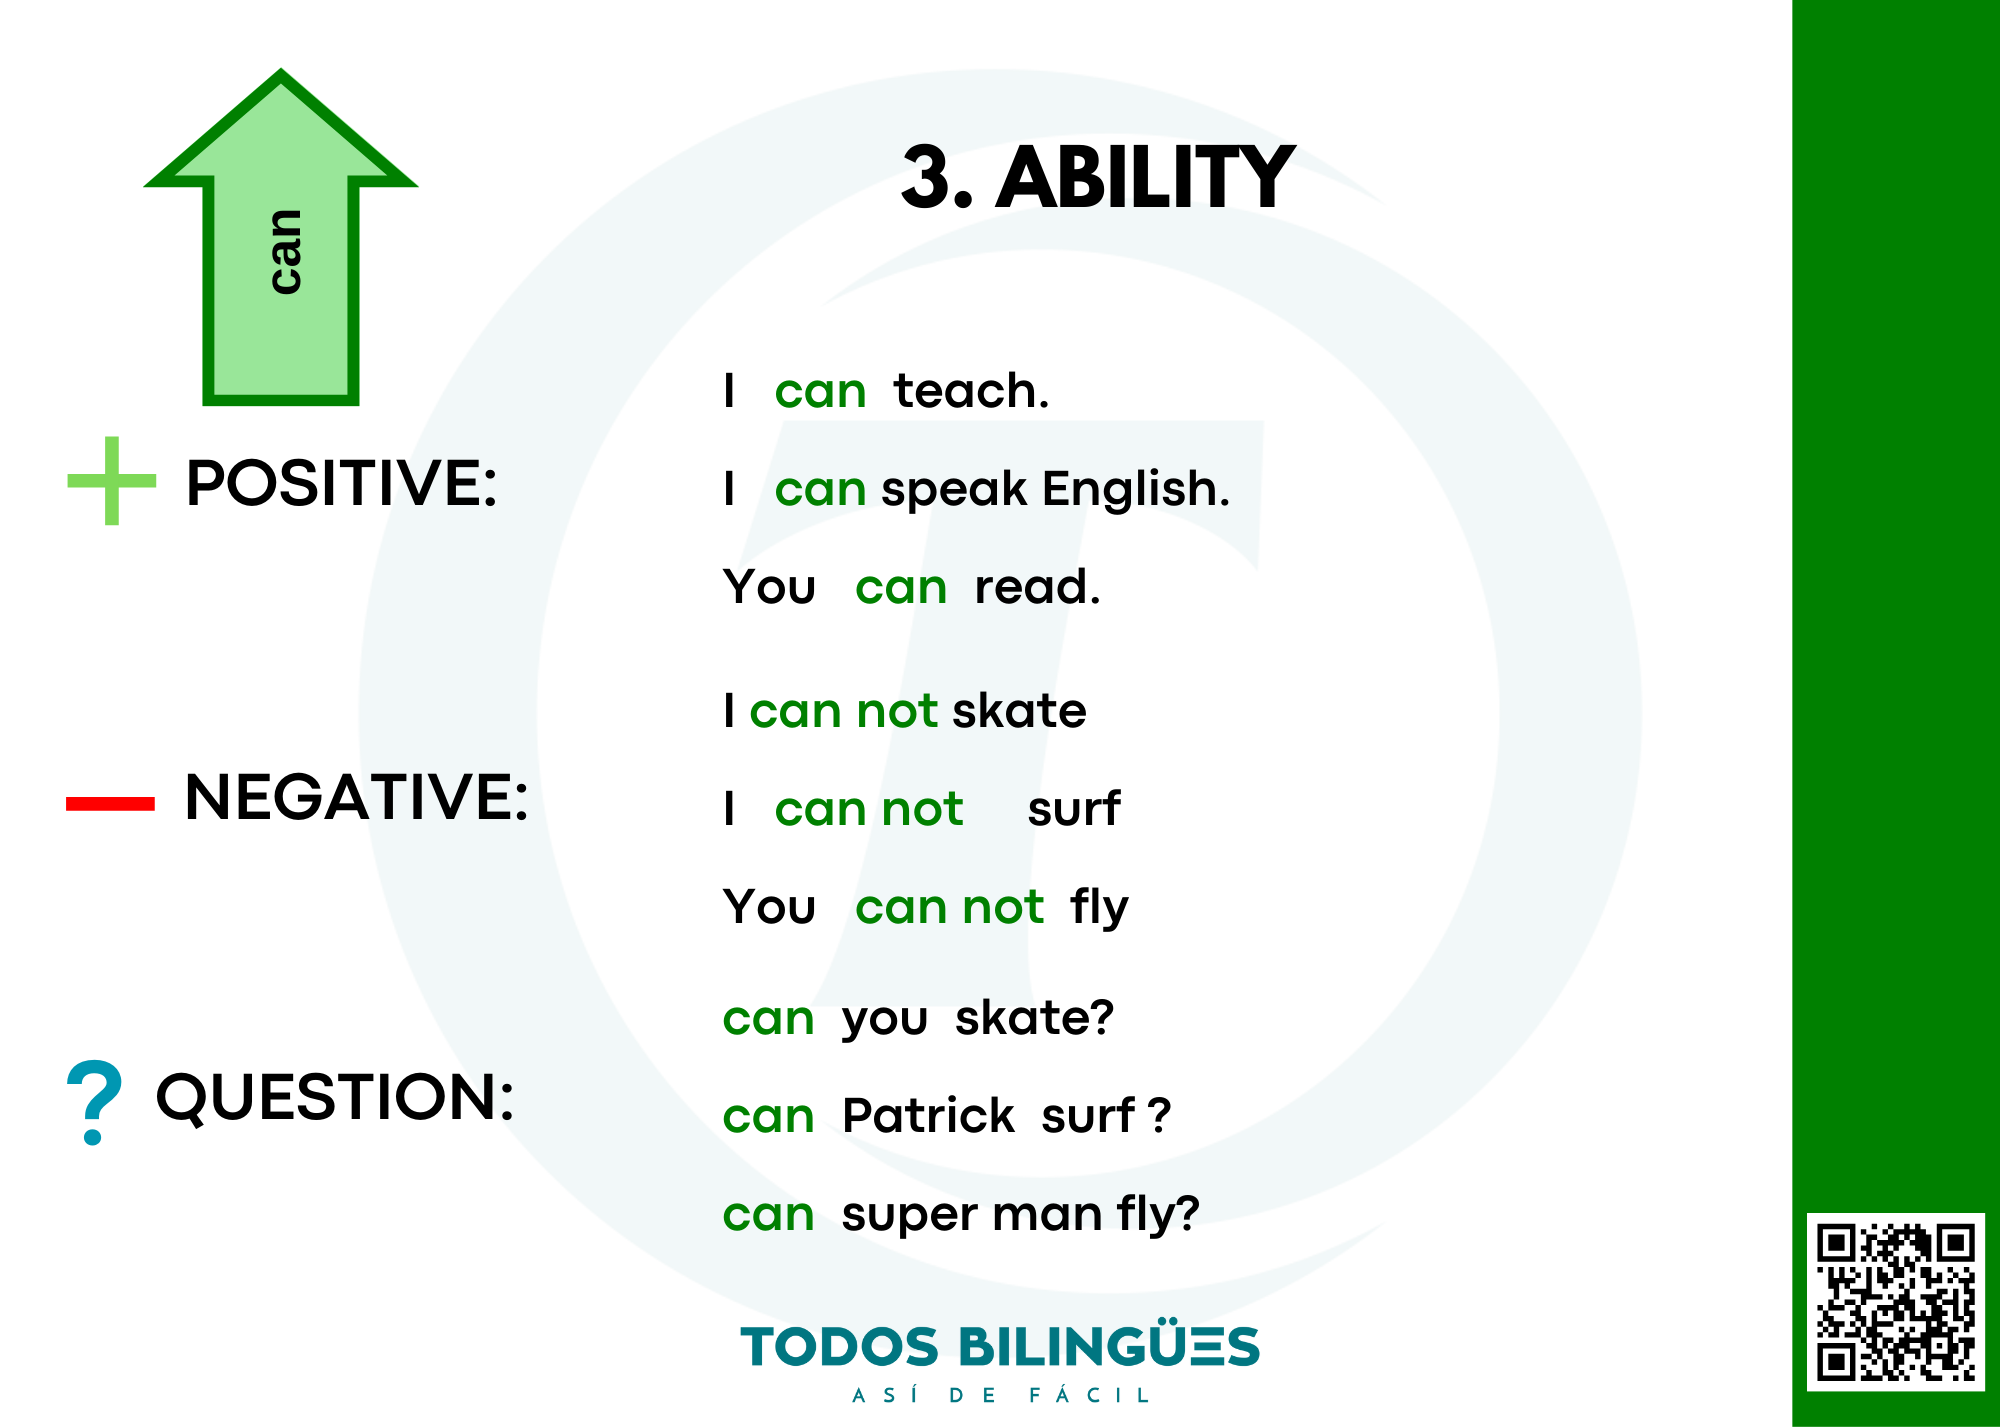 can
3. ABILITY
POSITIVE:
I can teach.
I can speak English.
You can read.
NEGATIVE:
I can not skate
I can not surf
You can not fly
? QUESTION:
can you skate?
can Patrick surf ?
can super man fly?
TODOS BILINGÜES
ASÍ DE FÁCIL